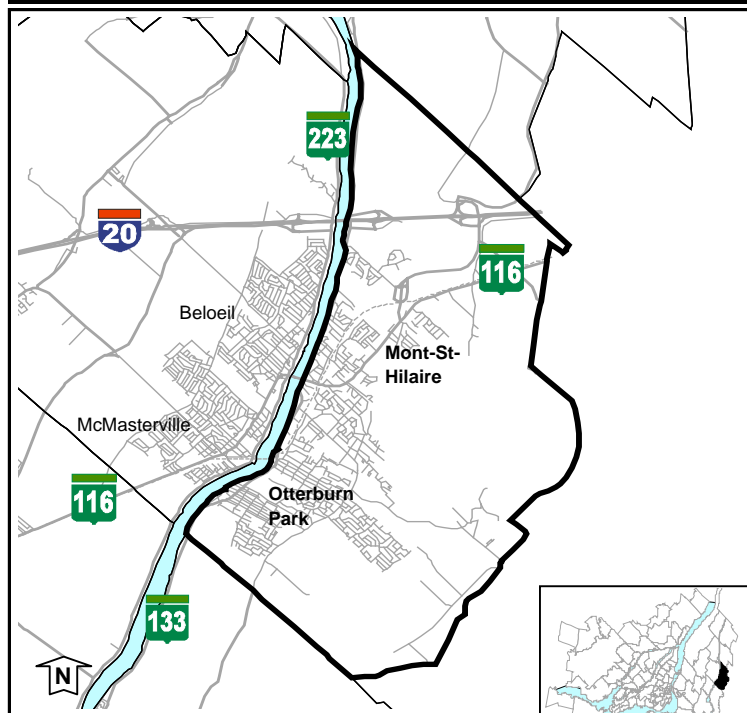 223
20
116
Beloeil
Mont-St-
Hilaire
McMasterville
116
Otterburn
Park
133
N